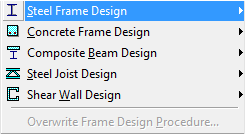 Steel Frame Design
Concrete Frame Design
Composite Beam Design
Steel Joist Design
Shear Wall Design
Overwrite Frame Design Procedure...